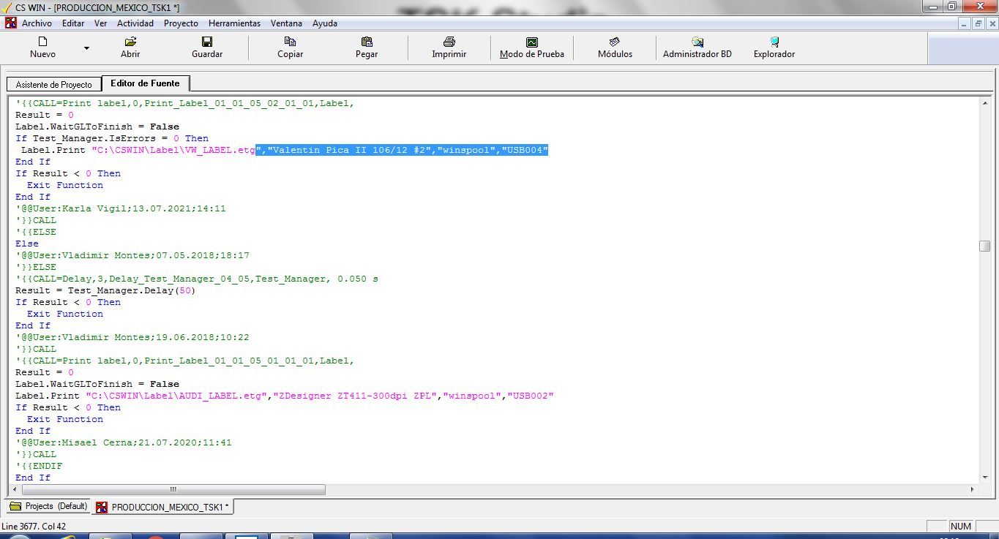 CS WIN - [PRODUCCION_MEXICO_TSK1 *]
Archivo Editar Ver Actividad Proyecto Herramientas Ventana Ayuda
Nuevo Abrir Guardar Copiar Pegar Imprimir Modo de Prueba Módulos Administrador BD Explorador
Asistente de Proyecto Editor de Fuente
'{{CALL=Print label,0,Print_Label_01_01_05_02_01_01,Label,
Result = 0
Label.WaitGLToFinish = False
If Test_Manager.IsErrors = 0 Then
Label.Print "C:\CSWIN\Label\VW_LABEL.etg","Valentin Pica II 106/12 #2","winspool","USB004"
End If
If Result < 0 Then
Exit Function
End If
'@@User:Karla Vigil;13.07.2021;14:11
'}}CALL
'{{ELSE
Else
'@@User:Vladimir Montes;07.05.2018;18:17
'}}ELSE
'{{CALL=Delay,3,Delay_Test_Manager_04_05,Test_Manager, 0.050 s
Result = Test_Manager.Delay(50)
If Result < 0 Then
Exit Function
End If
'@@User:Vladimir Montes;19.06.2018;10:22
'}}CALL
'{{CALL=Print label,0,Print_Label_01_01_05_01_01_01,Label,
Result = 0
Label.WaitGLToFinish = False
Label.Print "C:\CSWIN\Label\AUDI_LABEL.etg","ZDesigner ZT411-300dpi ZPL","winspool","USB002"
If Result < 0 Then
Exit Function
End If
'@@User:Misael Cerna;21.07.2020;11:41
'}}CALL
'{{ENDIF
End If
Projects (Default) PRODUCCION_MEXICO_TSK1 *
Line 3677. Col 42 NUM